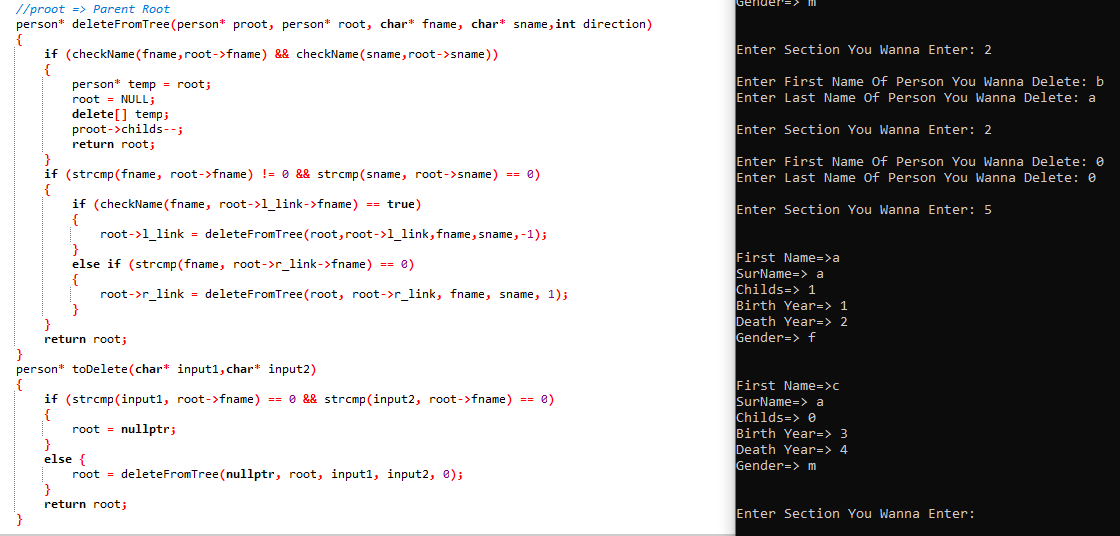 //proot => Parent Root
person* deleteFromTree(person* proot, person* root, char* fname, char* sname,int direction)
{
if (checkName(fname,root->fname) && checkName(sname,root->sname))
{
person* temp = root;
root = NULL;
delete[] temp;
proot->childs--;
return root;
}
if (strcmp(fname, root->fname) != 0 && strcmp(sname, root->sname) == 0)
{
if (checkName(fname, root->l_link->fname) == true)
{
root->l_link = deleteFromTree(root,root->l_link,fname,sname,-1);
}
else if (strcmp(fname, root->r_link->fname) == 0)
{
root->r_link = deleteFromTree(root, root->r_link, fname, sname, 1);
}
}
return root;
}
person* toDelete(char* input1,char* input2)
{
if (strcmp(input1, root->fname) == 0 && strcmp(input2, root->fname) == 0)
{
root = nullptr;
}
else {
root = deleteFromTree(nullptr, root, input1, input2, 0);
}
return root;
}
Gender=> m
Enter Section You Wanna Enter: 2
Enter First Name Of Person You Wanna Delete: b
Enter Last Name Of Person You Wanna Delete: a
Enter Section You Wanna Enter: 2
Enter First Name Of Person You Wanna Delete: 0
Enter Last Name Of Person You Wanna Delete: 0
Enter Section You Wanna Enter: 5
First Name=>a
SurName=> a
Childs=> 1
Birth Year=> 1
Death Year=> 2
Gender=> f
First Name=>c
SurName=> a
Childs=> 0
Birth Year=> 3
Death Year=> 4
Gender=> m
Enter Section You Wanna Enter: